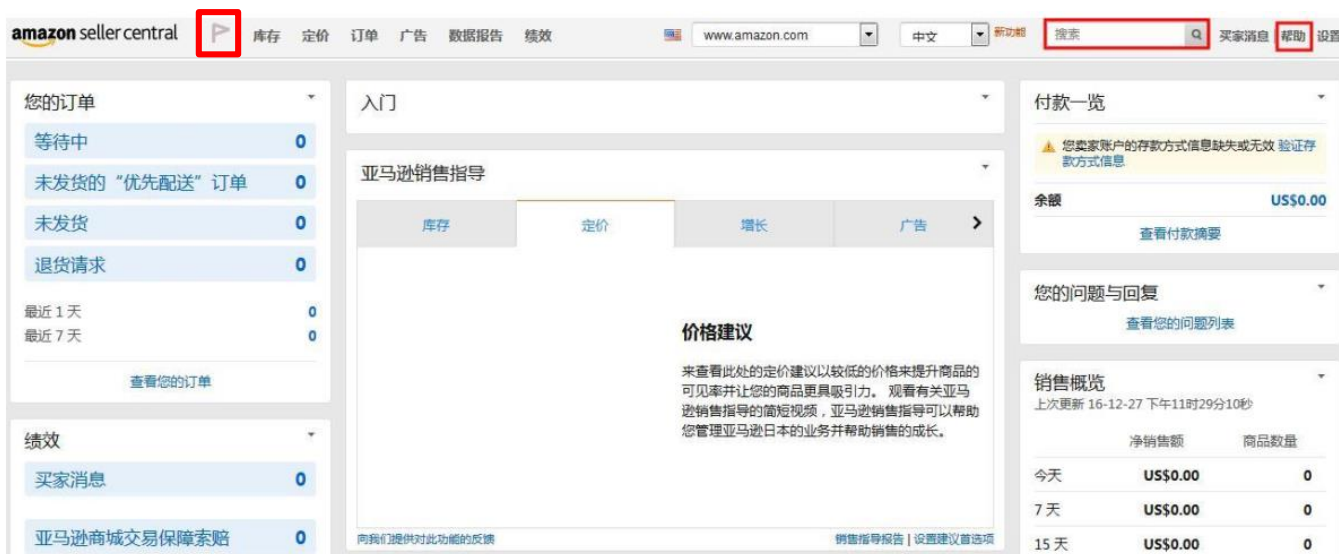 amazon seller central 库存 定价 订单 广告 数据报告 绩效 www.amazon.com 中文 新功能 搜索 买家消息 帮助 设置
您的订单
等待中 0
未发货的“优先配送”订单 0
未发货 0
退货请求 0
最近 1 天 0
最近 7 天 0
查看您的订单
绩效
买家消息 0
亚马逊商城交易保障索赔 0
入门
亚马逊销售指导
库存 定价 增长 广告
价格建议
来查看此处的定价建议以较低的价格来提升商品的
可见率并让您的商品更具吸引力。 观看有关亚马
逊销售指导的简短视频，亚马逊销售指导可以帮助
您管理亚马逊日本的业务并帮助销售的成长。
向我们提供对此功能的反馈 销售指导报告 | 设置建议首选项
付款一览
您卖家账户的存款方式信息缺失或无效 验证存
款方式信息
余额 US$0.00
查看付款摘要
您的问题与回复
查看您的问题列表
销售概览
上次更新 16-12-27 下午11时29分10秒
净销售额 商品数量
今天 US$0.00 0
7 天 US$0.00 0
15 天 US$0.00 0